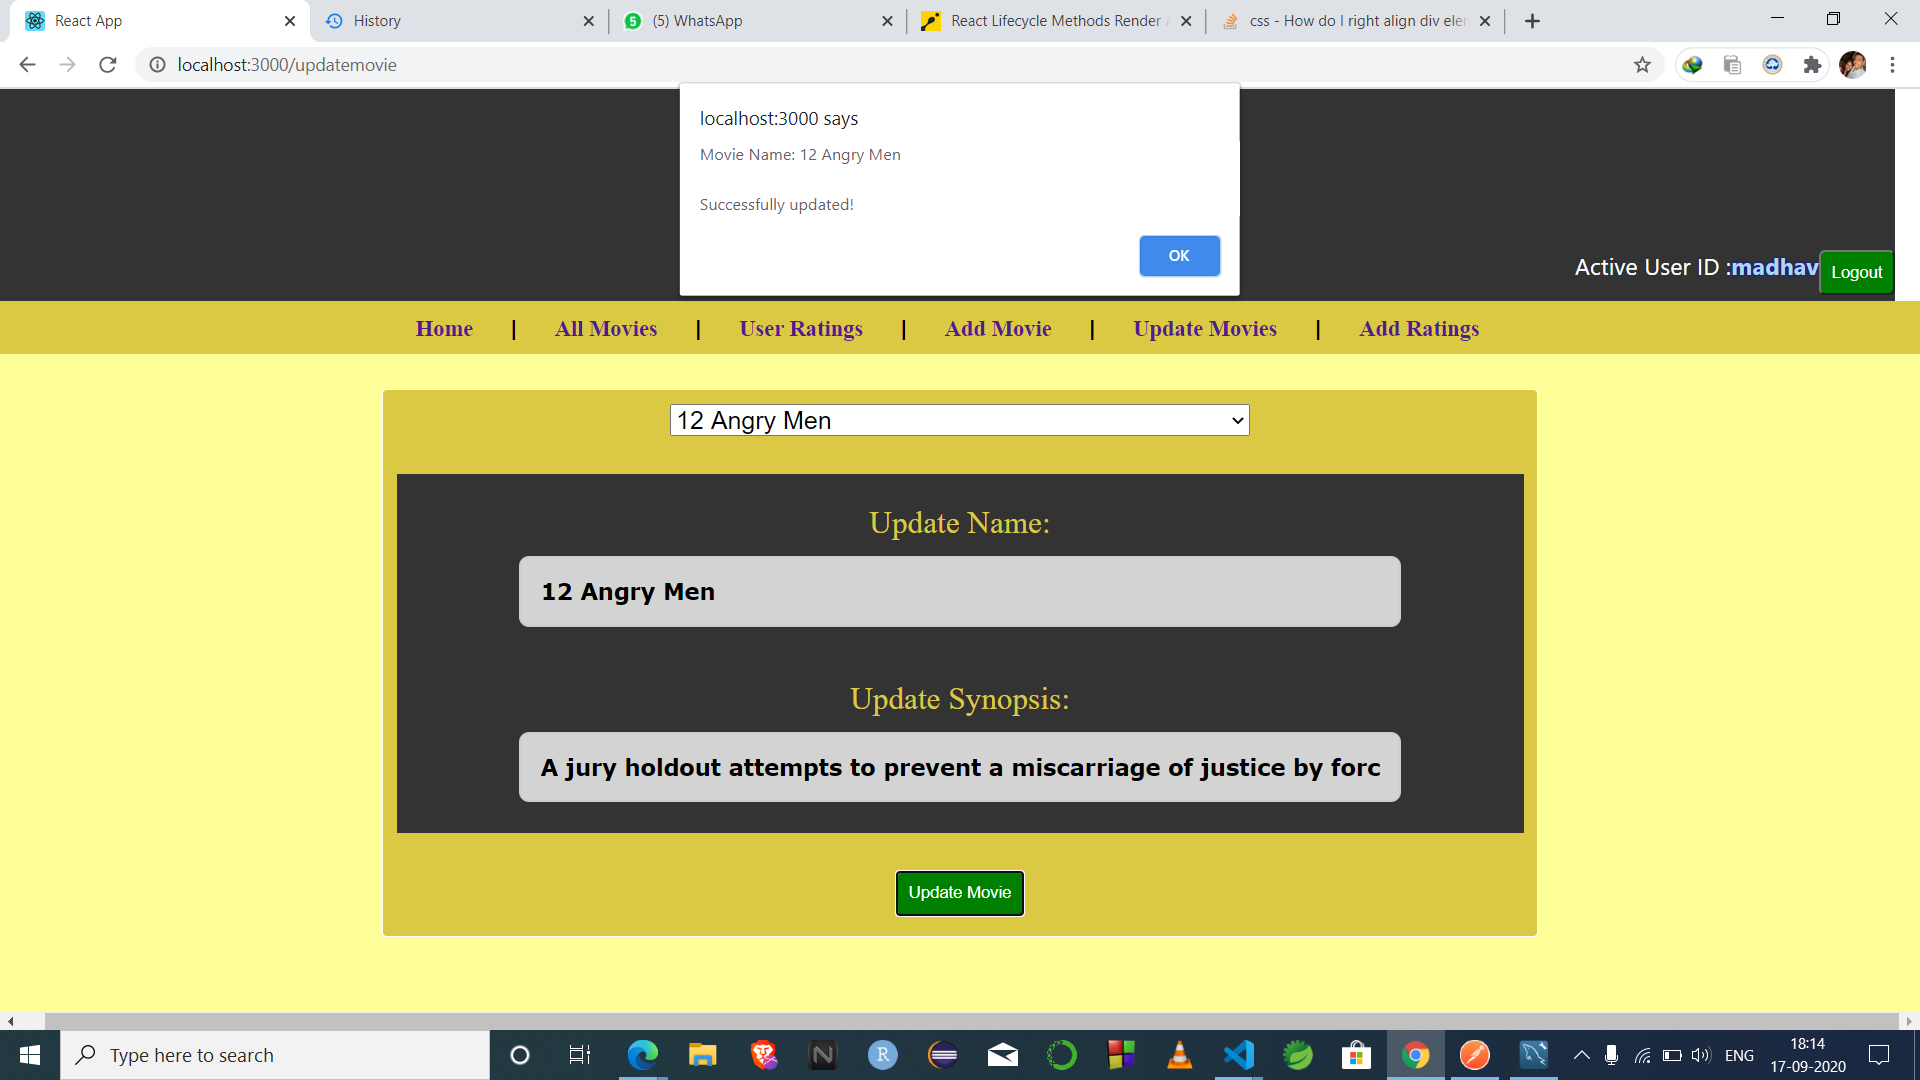 React App
History
(5) WhatsApp
React Lifecycle Methods Render
css - How do I right align div elem
localhost:3000/updatemovie
localhost:3000 says
Movie Name: 12 Angry Men
Successfully updated!
OK
Active User ID :madhav
Logout
Home | All Movies | User Ratings | Add Movie | Update Movies | Add Ratings
12 Angry Men
Update Name:
12 Angry Men
Update Synopsis:
A jury holdout attempts to prevent a miscarriage of justice by forc
Update Movie
Type here to search
ENG
18:14
17-09-2020